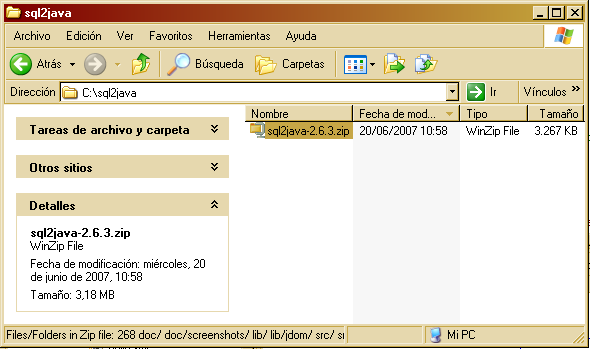 sql2java
Archivo Edición Ver Favoritos Herramientas Ayuda
Atrás Búsqueda Carpetas
Dirección C:\sql2java Ir Vínculos »
Nombre Fecha de mod... Tipo Tamaño
sql2java-2.6.3.zip 20/06/2007 10:58 WinZip File 3.267 KB
Tareas de archivo y carpeta
Otros sitios
Detalles
sql2java-2.6.3.zip
WinZip File
Fecha de modificación: miércoles, 20
de junio de 2007, 10:58
Tamaño: 3,18 MB
Files/Folders in Zip file: 268 doc/ doc/screenshots/ lib/ lib/jdom/ src/ Mi PC